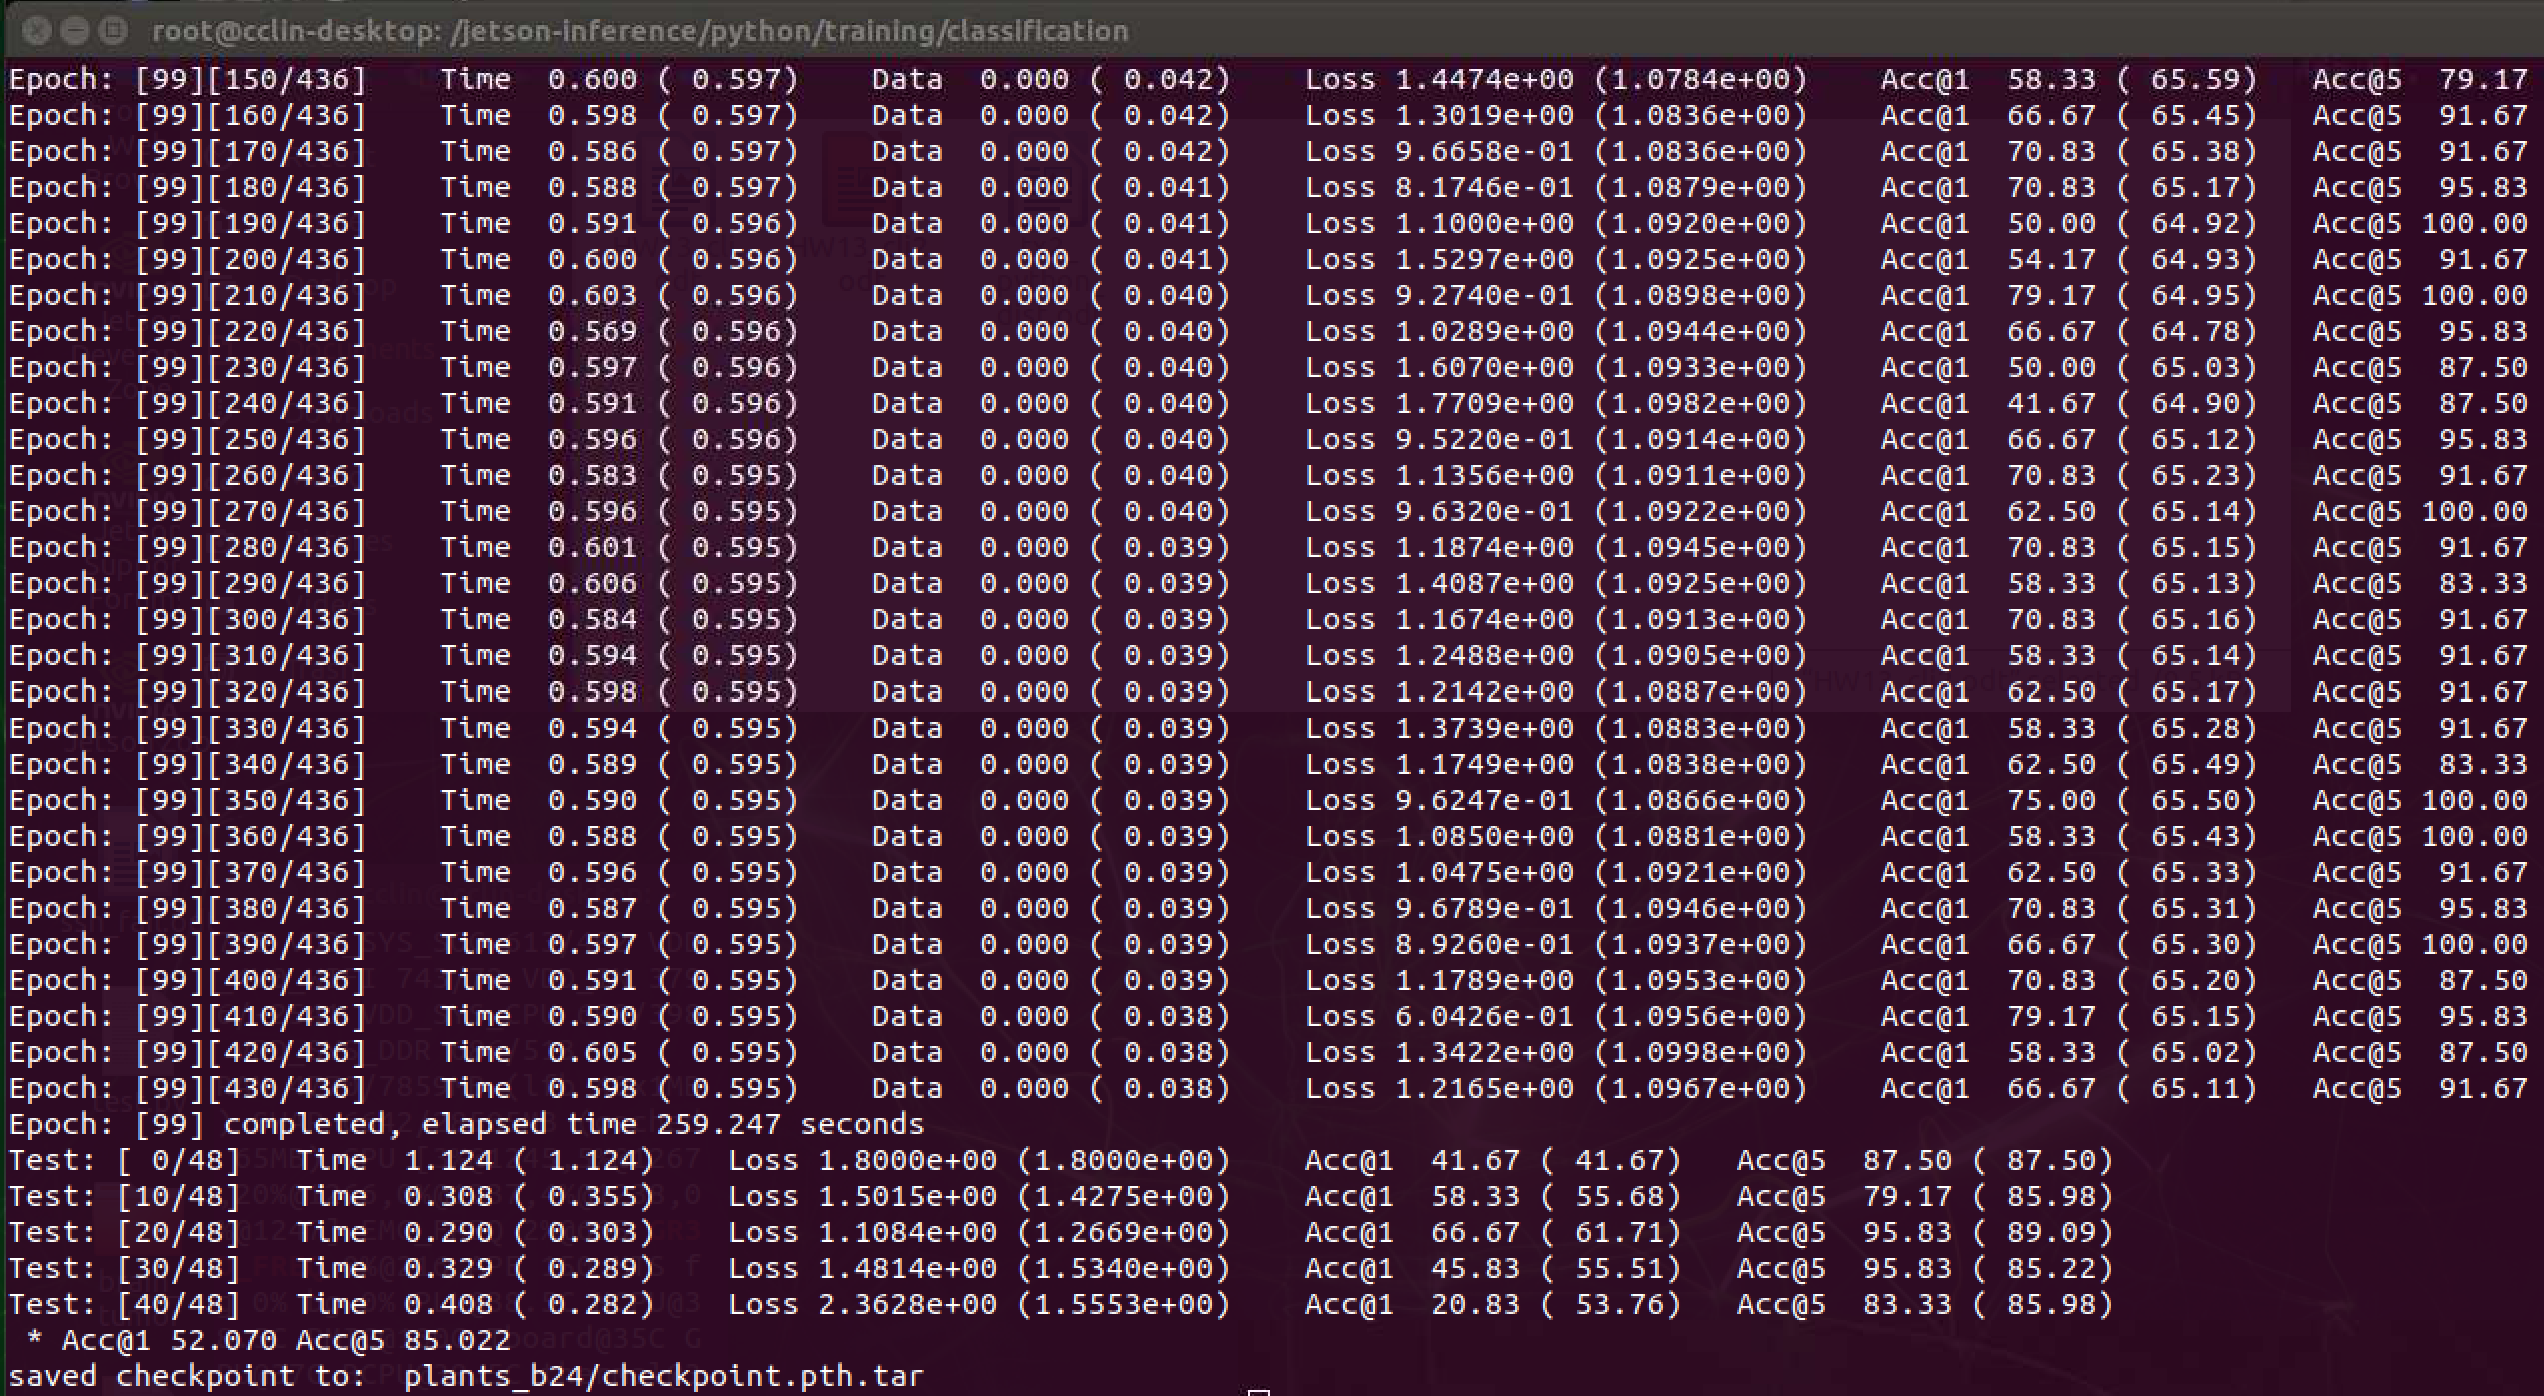 root@cclin-desktop: /jetson-inference/python/training/classification
Epoch: [99][150/436] Time 0.600 ( 0.597) Data 0.000 ( 0.042) Loss 1.4474e+00 (1.0784e+00) Acc@1 58.33 ( 65.59) Acc@5 79.17
Epoch: [99][160/436] Time 0.598 ( 0.597) Data 0.000 ( 0.042) Loss 1.3019e+00 (1.0836e+00) Acc@1 66.67 ( 65.45) Acc@5 91.67
Epoch: [99][170/436] Time 0.586 ( 0.597) Data 0.000 ( 0.042) Loss 9.6658e-01 (1.0836e+00) Acc@1 70.83 ( 65.38) Acc@5 91.67
Epoch: [99][180/436] Time 0.588 ( 0.597) Data 0.000 ( 0.041) Loss 8.1746e-01 (1.0879e+00) Acc@1 70.83 ( 65.17) Acc@5 95.83
Epoch: [99][190/436] Time 0.591 ( 0.596) Data 0.000 ( 0.041) Loss 1.1000e+00 (1.0920e+00) Acc@1 50.00 ( 64.92) Acc@5 100.00
Epoch: [99][200/436] Time 0.600 ( 0.596) Data 0.000 ( 0.041) Loss 1.5297e+00 (1.0925e+00) Acc@1 54.17 ( 64.93) Acc@5 91.67
Epoch: [99][210/436] Time 0.603 ( 0.596) Data 0.000 ( 0.040) Loss 9.2740e-01 (1.0898e+00) Acc@1 79.17 ( 64.95) Acc@5 100.00
Epoch: [99][220/436] Time 0.569 ( 0.596) Data 0.000 ( 0.040) Loss 1.0289e+00 (1.0944e+00) Acc@1 66.67 ( 64.78) Acc@5 95.83
Epoch: [99][230/436] Time 0.597 ( 0.596) Data 0.000 ( 0.040) Loss 1.6070e+00 (1.0933e+00) Acc@1 50.00 ( 65.03) Acc@5 87.50
Epoch: [99][240/436] Time 0.591 ( 0.596) Data 0.000 ( 0.040) Loss 1.7709e+00 (1.0982e+00) Acc@1 41.67 ( 64.90) Acc@5 87.50
Epoch: [99][250/436] Time 0.596 ( 0.596) Data 0.000 ( 0.040) Loss 9.5220e-01 (1.0914e+00) Acc@1 66.67 ( 65.12) Acc@5 95.83
Epoch: [99][260/436] Time 0.583 ( 0.595) Data 0.000 ( 0.040) Loss 1.1356e+00 (1.0911e+00) Acc@1 70.83 ( 65.23) Acc@5 91.67
Epoch: [99][270/436] Time 0.596 ( 0.595) Data 0.000 ( 0.040) Loss 9.6320e-01 (1.0922e+00) Acc@1 62.50 ( 65.14) Acc@5 100.00
Epoch: [99][280/436] Time 0.601 ( 0.595) Data 0.000 ( 0.039) Loss 1.1874e+00 (1.0945e+00) Acc@1 70.83 ( 65.15) Acc@5 91.67
Epoch: [99][290/436] Time 0.606 ( 0.595) Data 0.000 ( 0.039) Loss 1.4087e+00 (1.0925e+00) Acc@1 58.33 ( 65.13) Acc@5 83.33
Epoch: [99][300/436] Time 0.584 ( 0.595) Data 0.000 ( 0.039) Loss 1.1674e+00 (1.0913e+00) Acc@1 70.83 ( 65.16) Acc@5 91.67
Epoch: [99][310/436] Time 0.594 ( 0.595) Data 0.000 ( 0.039) Loss 1.2488e+00 (1.0905e+00) Acc@1 58.33 ( 65.14) Acc@5 91.67
Epoch: [99][320/436] Time 0.598 ( 0.595) Data 0.000 ( 0.039) Loss 1.2142e+00 (1.0887e+00) Acc@1 62.50 ( 65.17) Acc@5 91.67
Epoch: [99][330/436] Time 0.594 ( 0.595) Data 0.000 ( 0.039) Loss 1.3739e+00 (1.0883e+00) Acc@1 58.33 ( 65.28) Acc@5 91.67
Epoch: [99][340/436] Time 0.589 ( 0.595) Data 0.000 ( 0.039) Loss 1.1749e+00 (1.0838e+00) Acc@1 62.50 ( 65.49) Acc@5 83.33
Epoch: [99][350/436] Time 0.590 ( 0.595) Data 0.000 ( 0.039) Loss 9.6247e-01 (1.0866e+00) Acc@1 75.00 ( 65.50) Acc@5 100.00
Epoch: [99][360/436] Time 0.588 ( 0.595) Data 0.000 ( 0.039) Loss 1.0850e+00 (1.0881e+00) Acc@1 58.33 ( 65.43) Acc@5 100.00
Epoch: [99][370/436] Time 0.596 ( 0.595) Data 0.000 ( 0.039) Loss 1.0475e+00 (1.0921e+00) Acc@1 62.50 ( 65.33) Acc@5 91.67
Epoch: [99][380/436] Time 0.587 ( 0.595) Data 0.000 ( 0.039) Loss 9.6789e-01 (1.0946e+00) Acc@1 70.83 ( 65.31) Acc@5 95.83
Epoch: [99][390/436] Time 0.597 ( 0.595) Data 0.000 ( 0.039) Loss 8.9260e-01 (1.0937e+00) Acc@1 66.67 ( 65.30) Acc@5 100.00
Epoch: [99][400/436] Time 0.591 ( 0.595) Data 0.000 ( 0.039) Loss 1.1789e+00 (1.0953e+00) Acc@1 70.83 ( 65.20) Acc@5 87.50
Epoch: [99][410/436] Time 0.590 ( 0.595) Data 0.000 ( 0.038) Loss 6.0426e-01 (1.0956e+00) Acc@1 79.17 ( 65.15) Acc@5 95.83
Epoch: [99][420/436] Time 0.605 ( 0.595) Data 0.000 ( 0.038) Loss 1.3422e+00 (1.0998e+00) Acc@1 58.33 ( 65.02) Acc@5 87.50
Epoch: [99][430/436] Time 0.598 ( 0.595) Data 0.000 ( 0.038) Loss 1.2165e+00 (1.0967e+00) Acc@1 66.67 ( 65.11) Acc@5 91.67
Epoch: [99] completed, elapsed time 259.247 seconds
Test: [ 0/48] Time 1.124 ( 1.124) Loss 1.8000e+00 (1.8000e+00) Acc@1 41.67 ( 41.67) Acc@5 87.50 ( 87.50)
Test: [10/48] Time 0.308 ( 0.355) Loss 1.5015e+00 (1.4275e+00) Acc@1 58.33 ( 55.68) Acc@5 79.17 ( 85.98)
Test: [20/48] Time 0.290 ( 0.303) Loss 1.1084e+00 (1.2669e+00) Acc@1 66.67 ( 61.71) Acc@5 95.83 ( 89.09)
Test: [30/48] Time 0.329 ( 0.289) Loss 1.4814e+00 (1.5340e+00) Acc@1 45.83 ( 55.51) Acc@5 95.83 ( 85.22)
Test: [40/48] Time 0.408 ( 0.282) Loss 2.3628e+00 (1.5553e+00) Acc@1 20.83 ( 53.76) Acc@5 83.33 ( 85.98)
* Acc@1 52.070 Acc@5 85.022
saved checkpoint to: plants_b24/checkpoint.pth.tar